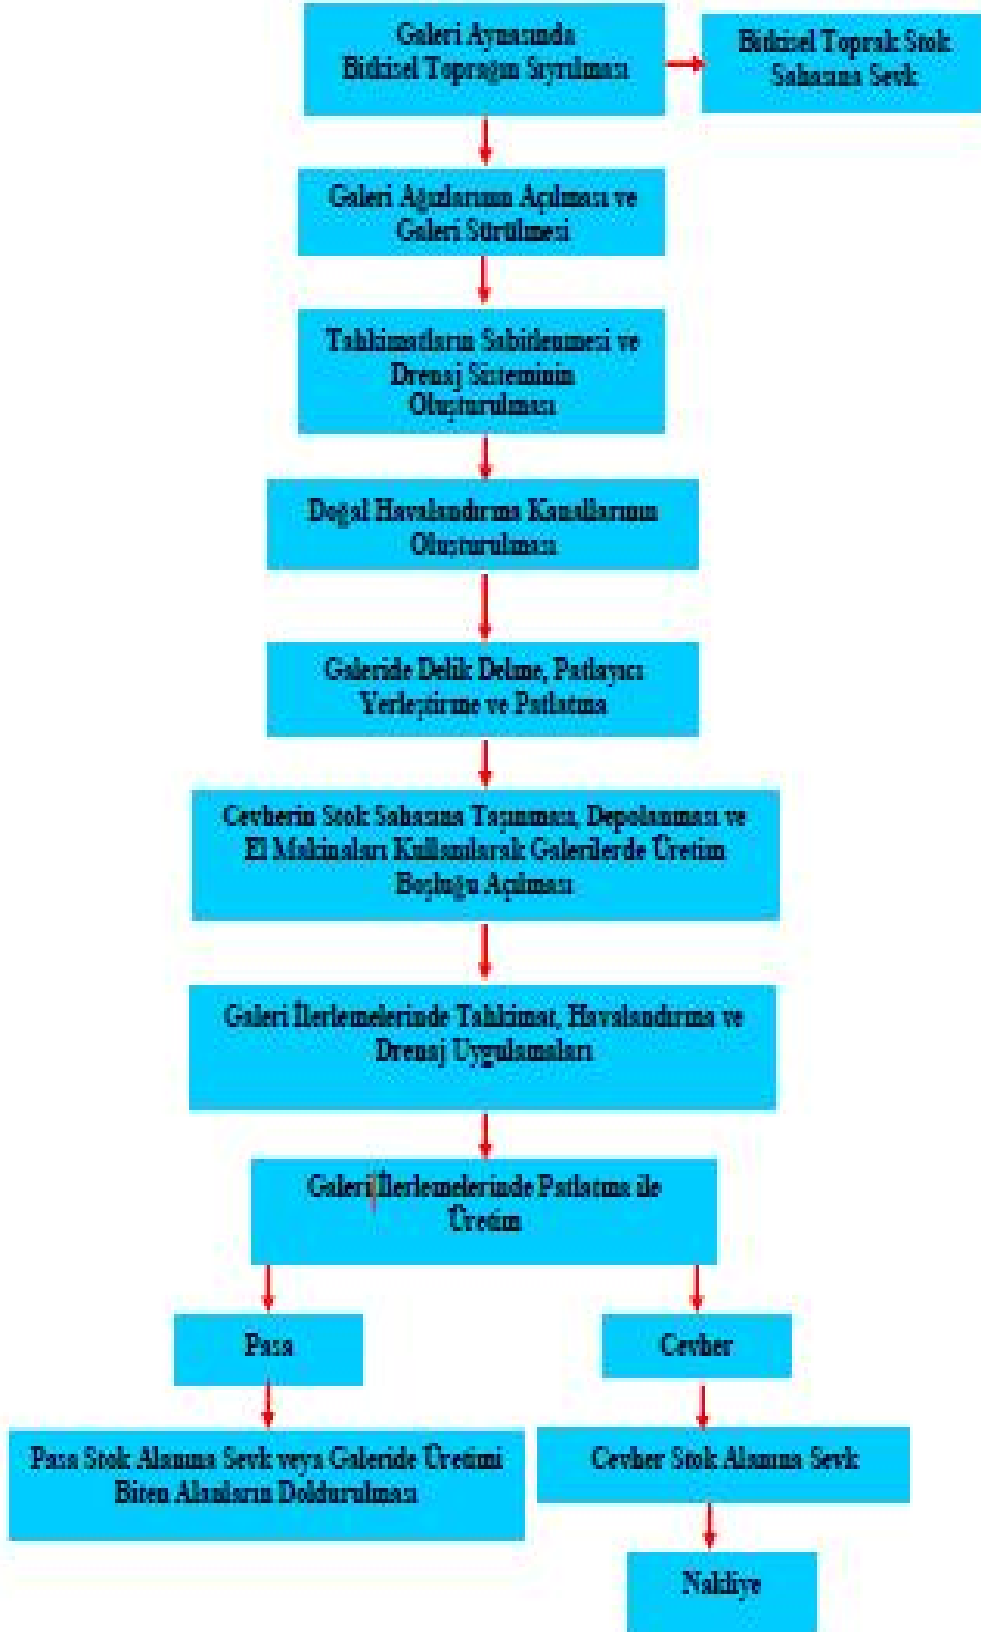 Galeri Aynasında
Bitkisel Toprağın Sıyrılması
Bitkisel Toprak Stok
Sahasına Sevk
Galeri Ağızlarının Açılması ve
Galeri Sürülmesi
Tahkimatların Sabitlenmesi ve
Drenaj Sisteminin
Oluşturulması
Doğal Havalandırma Kanallarının
Oluşturulması
Galeride Delik Delme, Patlayıcı
Yerleştirme ve Patlatma
Cevherin Stok Sahasına Taşınması, Depolanması ve
El Makinaları Kullanılarak Galerilerde Üretim
Boşluğu Açılması
Galeri İlerlemelerinde Tahkimat, Havalandırma ve
Drenaj Uygulamaları
Galeri İlerlemelerinde Patlatma ile
Üretim
Pasa
Cevher
Pasa Stok Alanına Sevk veya Galeride Üretimi
Biten Alanların Doldurulması
Cevher Stok Alanına Sevk
Nakliye